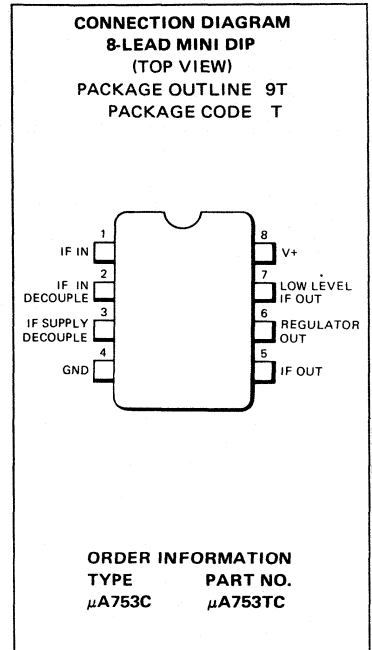 CONNECTION DIAGRAM
8-LEAD MINI DIP
(TOP VIEW)
PACKAGE OUTLINE 9T
PACKAGE CODE T
1
IF IN
2
IF IN
DECOUPLE
3
IF SUPPLY
DECOUPLE
4
GND
8
V+
7
LOW LEVEL
IF OUT
6
REGULATOR
OUT
5
IF OUT
ORDER INFORMATION
TYPE PART NO.
μA753C μA753TC